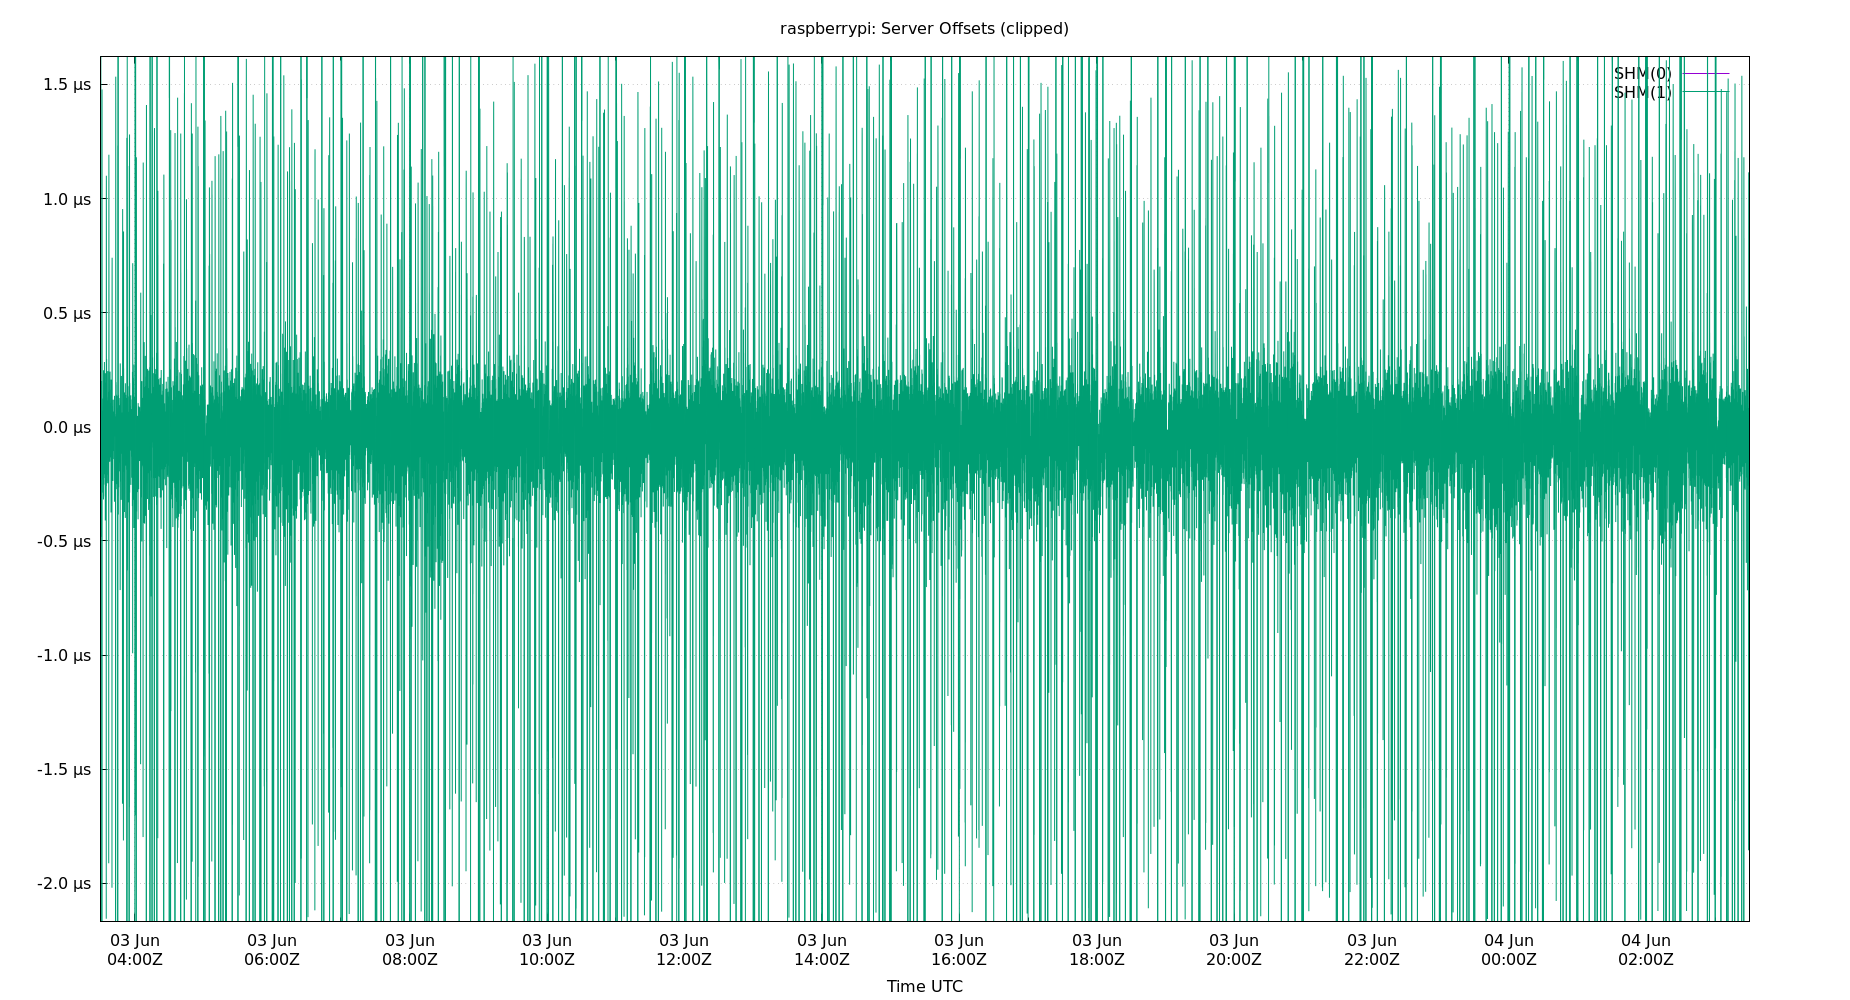 raspberrypi: Server Offsets (clipped)
SHM(0)
SHM(1)
1.5 µs
1.0 µs
0.5 µs
0.0 µs
-0.5 µs
-1.0 µs
-1.5 µs
-2.0 µs
03 Jun 03 Jun 03 Jun 03 Jun 03 Jun 03 Jun 03 Jun 03 Jun 03 Jun 03 Jun 04 Jun 04 Jun
04:00Z 06:00Z 08:00Z 10:00Z 12:00Z 14:00Z 16:00Z 18:00Z 20:00Z 22:00Z 00:00Z 02:00Z
Time UTC